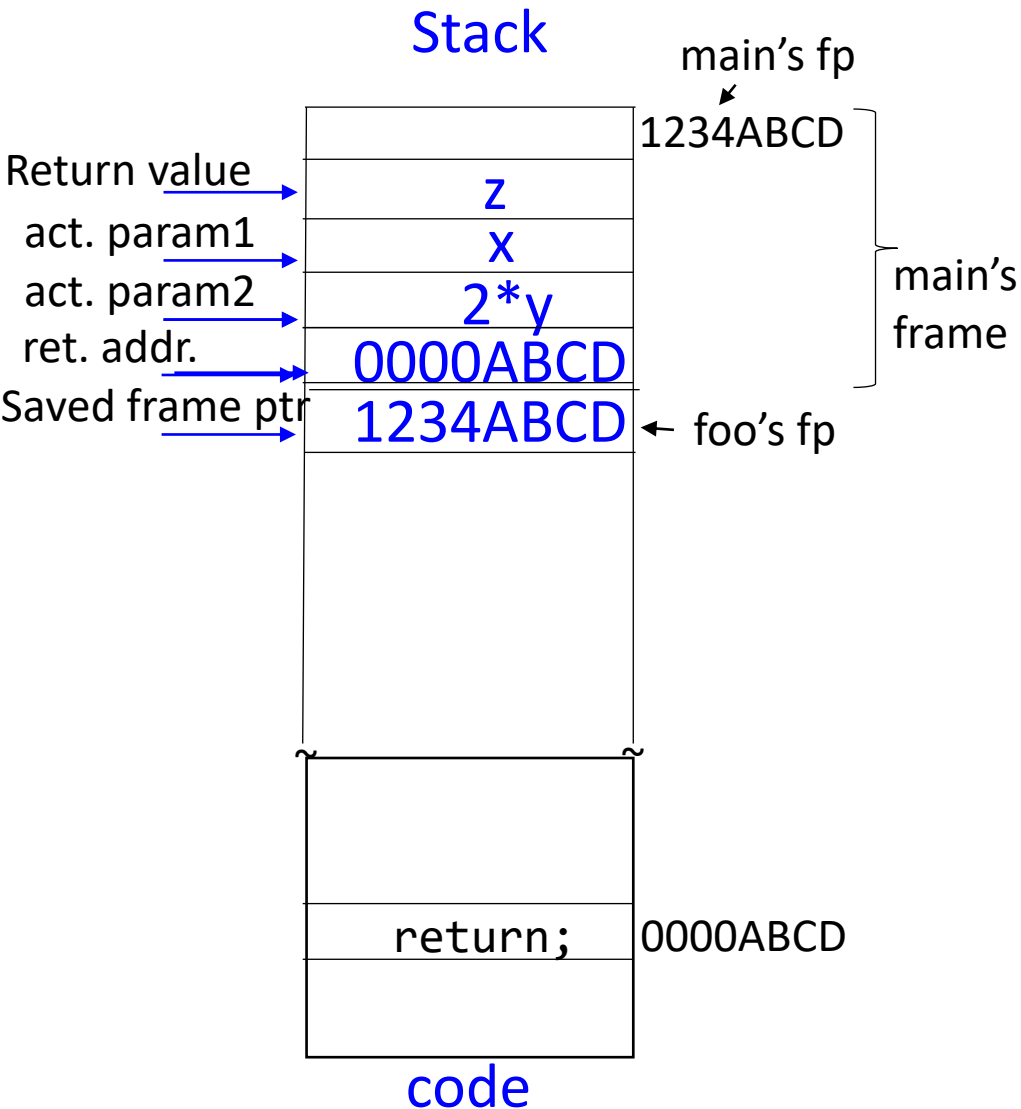 Stack
main's fp
1234ABCD
Return value
z
act. param1
x
act. param2
2*y
main's
frame
ret. addr.
0000ABCD
Saved frame ptr
1234ABCD
foo's fp
~
~
return;
0000ABCD
code